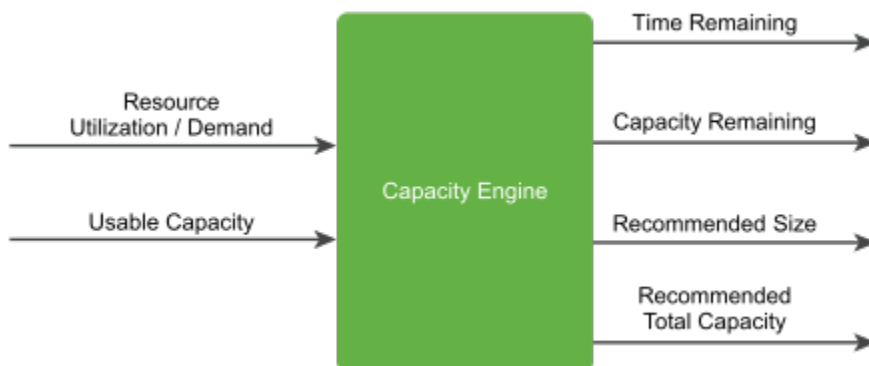 Resource
Utilization / Demand
Usable Capacity
Capacity Engine
Time Remaining
Capacity Remaining
Recommended Size
Recommended
Total Capacity